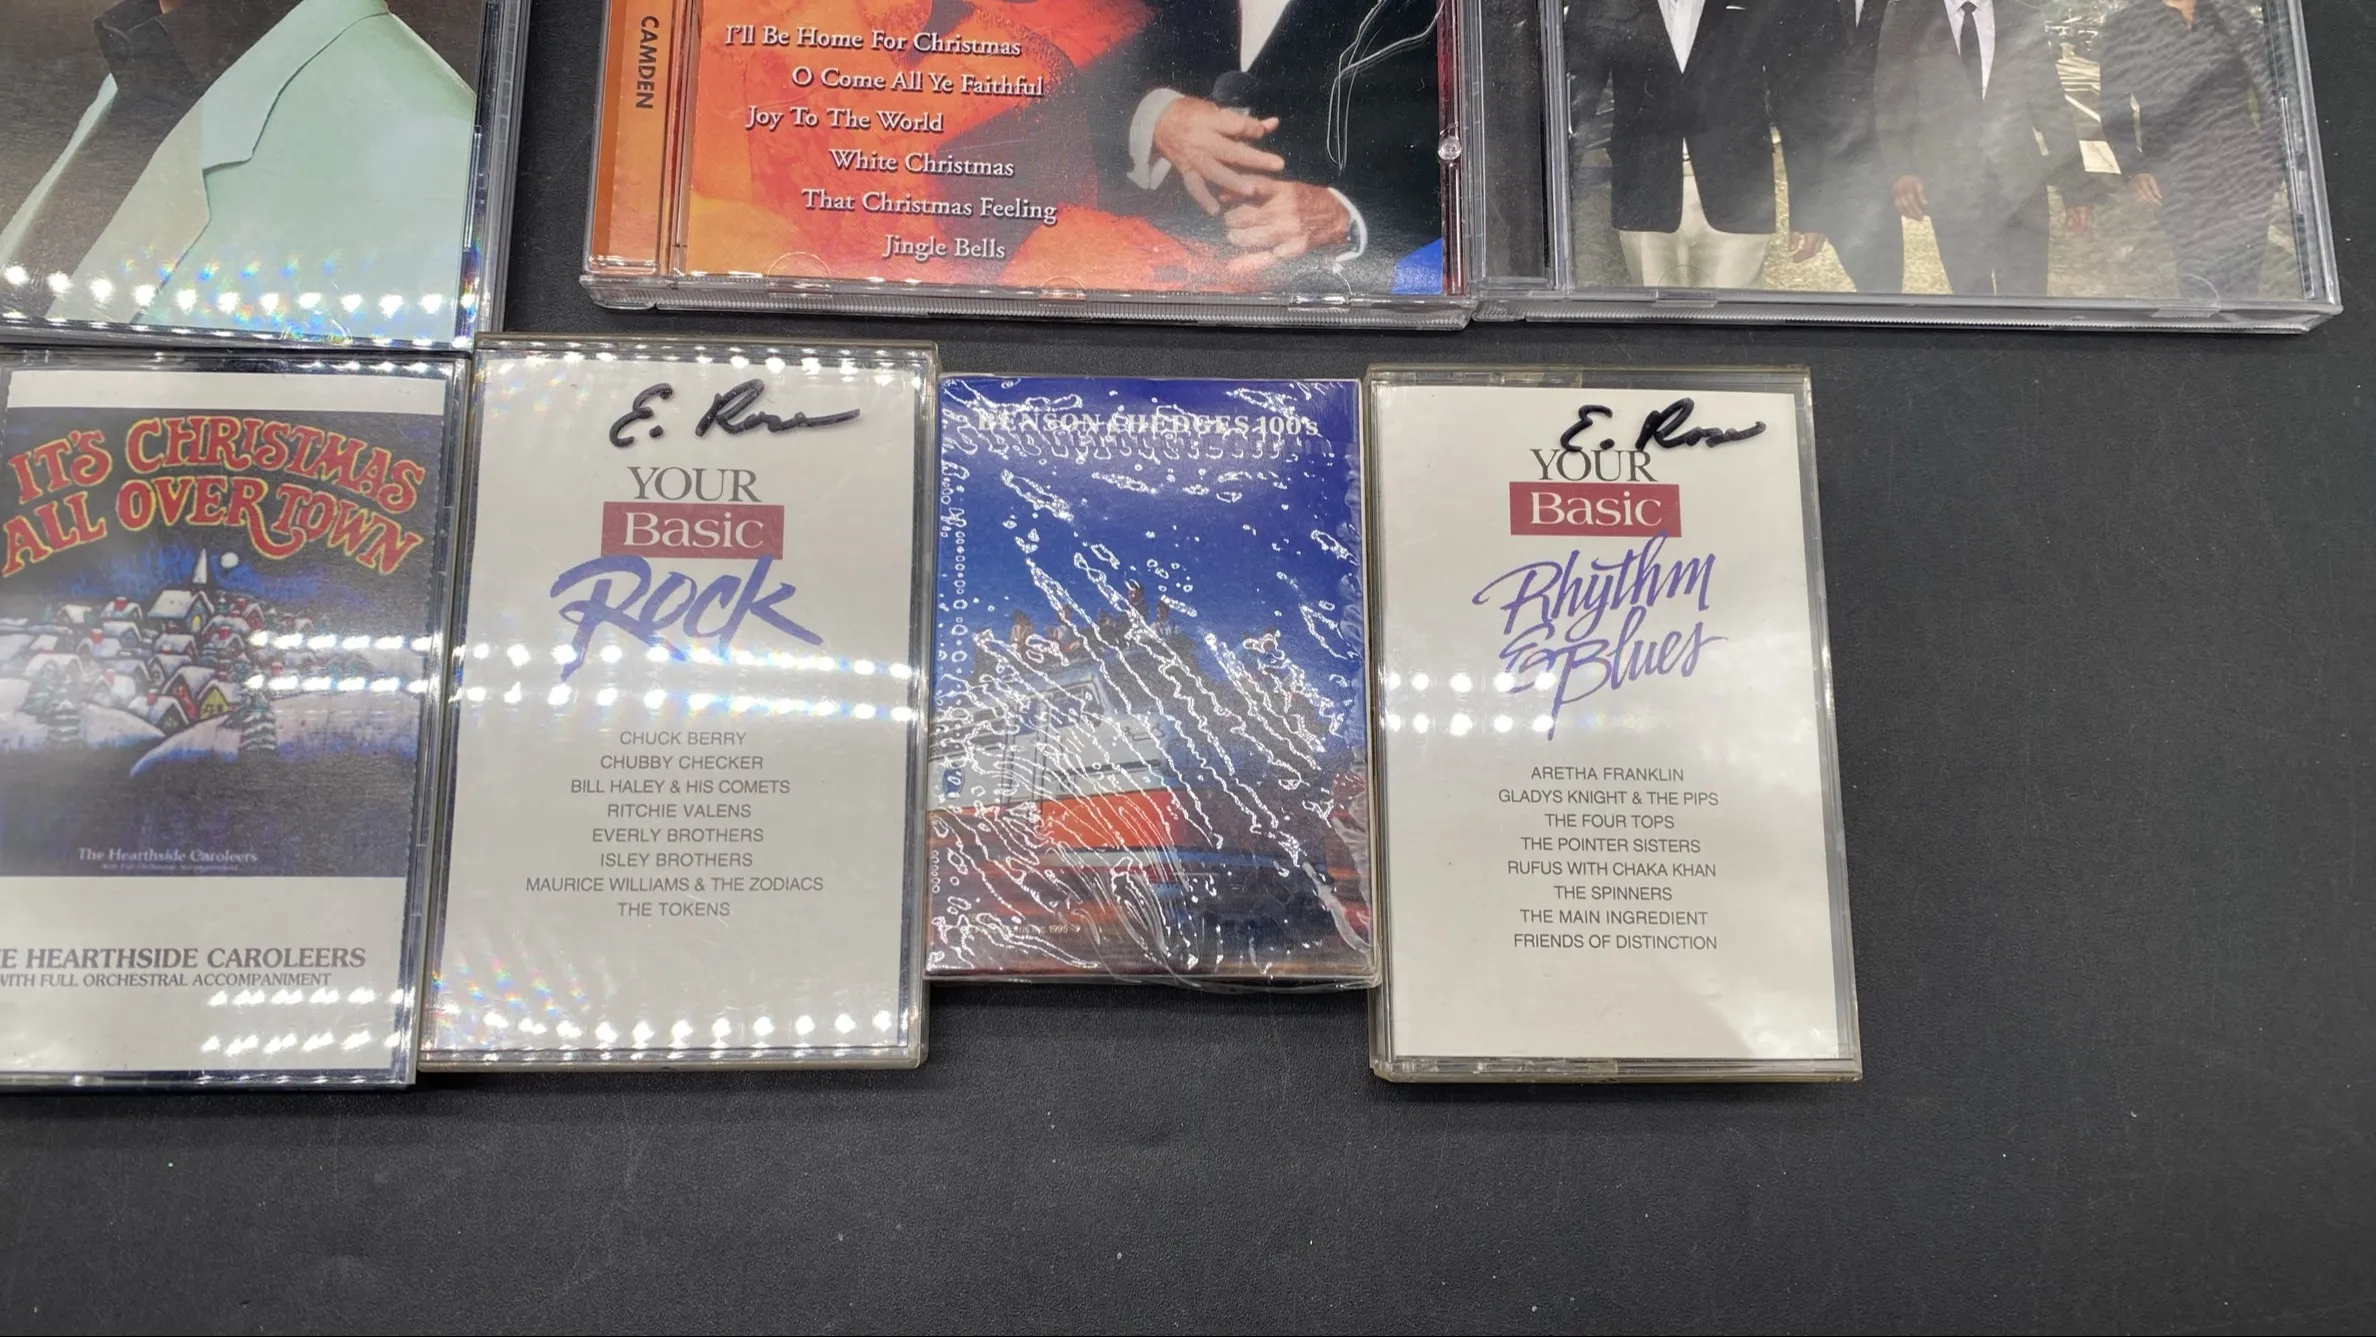 CAMDEN
I'll Be Home For Christmas
O Come All Ye Faithful
Joy To The World
White Christmas
That Christmas Feeling
Jingle Bells
IT'S CHRISTMAS
ALL OVER TOWN
The Hearthside Caroleers
E HEARTHSIDE CAROLEERS
WITH FULL ORCHESTRAL ACCOMPANIMENT
E. Rose
YOUR
Basic
Rock
CHUCK BERRY
CHUBBY CHECKER
BILL HALEY & HIS COMETS
RITCHIE VALENS
EVERLY BROTHERS
ISLEY BROTHERS
MAURICE WILLIAMS & THE ZODIACS
THE TOKENS
BENSON & HEDGES 100's
1995
E. Rose
YOUR
Basic
Rhythm
& Blues
ARETHA FRANKLIN
GLADYS KNIGHT & THE PIPS
THE FOUR TOPS
THE POINTER SISTERS
RUFUS WITH CHAKA KHAN
THE SPINNERS
THE MAIN INGREDIENT
FRIENDS OF DISTINCTION